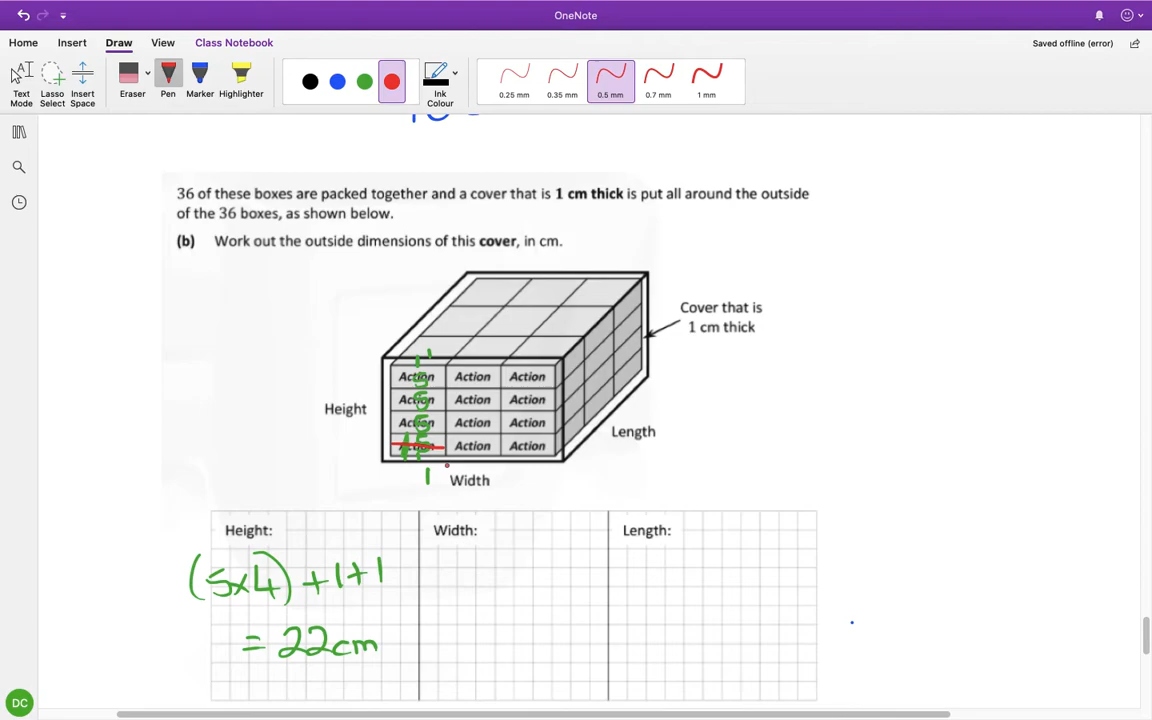 OneNote
Home Insert Draw View Class Notebook
Saved offline (error)
Text Mode
Lasso Select
Insert Space
Eraser
Pen
Marker
Highlighter
Ink Colour
0.25 mm 0.35 mm 0.5 mm 0.7 mm 1 mm
36 of these boxes are packed together and a cover that is 1 cm thick is put all around the outside
of the 36 boxes, as shown below.
(b) Work out the outside dimensions of this cover, in cm.
Cover that is
1 cm thick
1
Action Action Action
Action Action Action
Action Action Action
Action Action Action
Height
Length
1
Width
Height: Width: Length:
(5x4) +1+1
= 22cm
DC